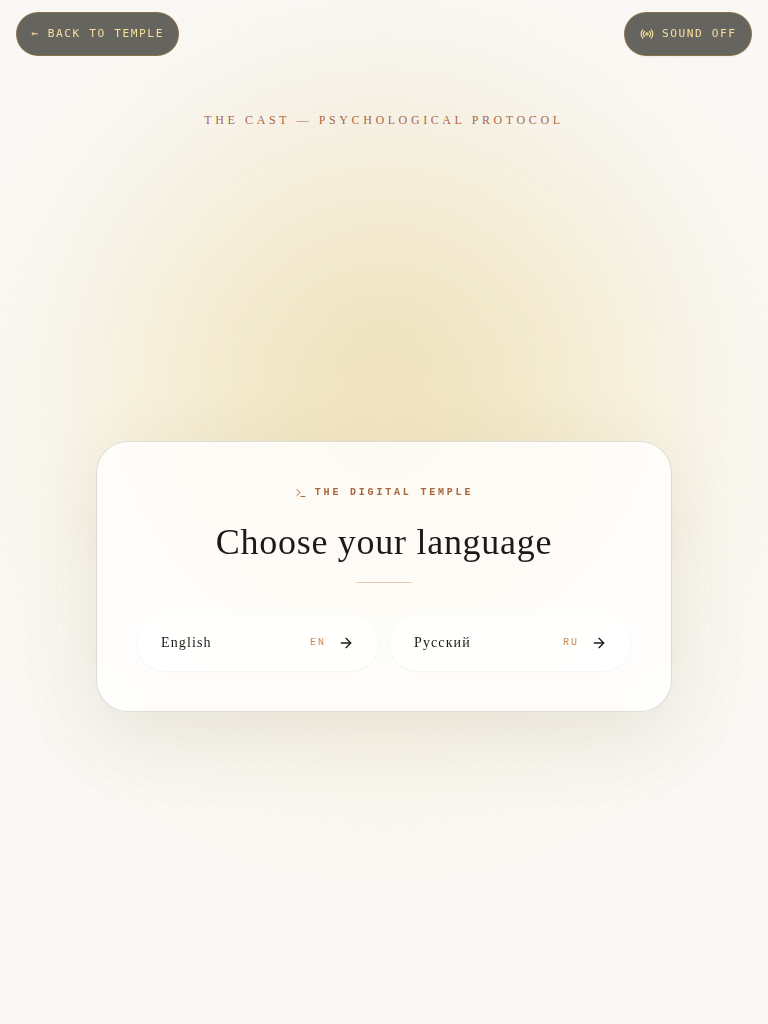 ← BACK TO TEMPLE
SOUND OFF
THE CAST — PSYCHOLOGICAL PROTOCOL
THE DIGITAL TEMPLE
Choose your language
English EN →
Русский RU →